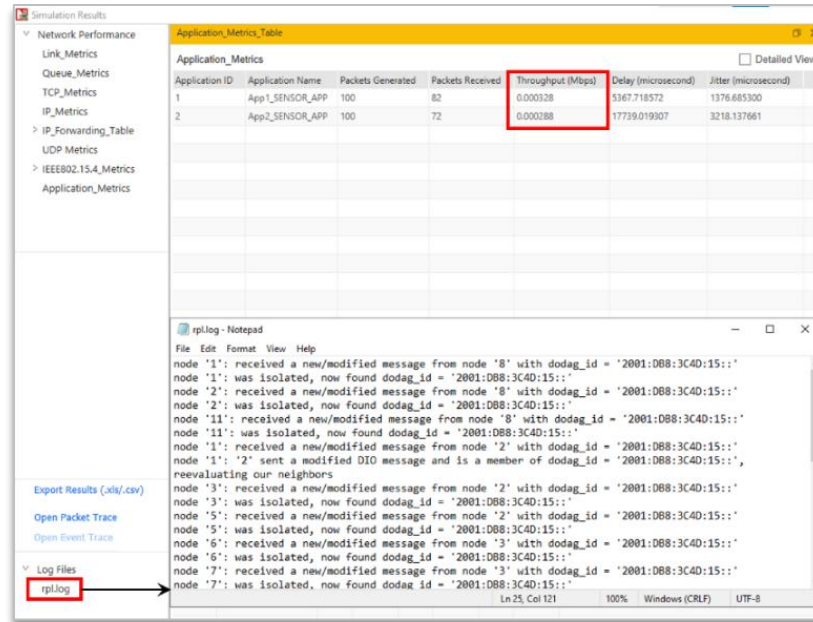 Simulation Results
Network Performance
Link_Metrics
Queue_Metrics
TCP_Metrics
IP_Metrics
IP_Forwarding_Table
UDP Metrics
IEEE802.15.4_Metrics
Application_Metrics
Export Results (.xls/.csv)
Open Packet Trace
Open Event Trace
Log Files
rpl.log
Application_Metrics_Table
Application_Metrics
Detailed View
Application ID Application Name Packets Generated Packets Received Throughput (Mbps) Delay (microsecond) Jitter (microsecond)
1 App1_SENSOR_APP 100 82 0.000328 5367.718572 1376.685300
2 App2_SENSOR_APP 100 72 0.000288 17739.019307 3218.137661
rpl.log - Notepad
File Edit Format View Help
node '1': received a new/modified message from node '8' with dodag_id = '2001:DB8:3C4D:15::'
node '1': was isolated, now found dodag_id = '2001:DB8:3C4D:15::'
node '2': received a new/modified message from node '8' with dodag_id = '2001:DB8:3C4D:15::'
node '2': was isolated, now found dodag_id = '2001:DB8:3C4D:15::'
node '11': received a new/modified message from node '8' with dodag_id = '2001:DB8:3C4D:15::'
node '11': was isolated, now found dodag_id = '2001:DB8:3C4D:15::'
node '1': received a new/modified message from node '2' with dodag_id = '2001:DB8:3C4D:15::'
node '1': '2' sent a modified DIO message and is a member of dodag_id = '2001:DB8:3C4D:15::',
reevaluating our neighbors
node '3': received a new/modified message from node '2' with dodag_id = '2001:DB8:3C4D:15::'
node '3': was isolated, now found dodag_id = '2001:DB8:3C4D:15::'
node '5': received a new/modified message from node '2' with dodag_id = '2001:DB8:3C4D:15::'
node '5': was isolated, now found dodag_id = '2001:DB8:3C4D:15::'
node '6': received a new/modified message from node '3' with dodag_id = '2001:DB8:3C4D:15::'
node '6': was isolated, now found dodag_id = '2001:DB8:3C4D:15::'
node '7': received a new/modified message from node '3' with dodag_id = '2001:DB8:3C4D:15::'
node '7': was isolated, now found dodag_id = '2001:DB8:3C4D:15::'
Ln 25, Col 121 100% Windows (CRLF) UTF-8